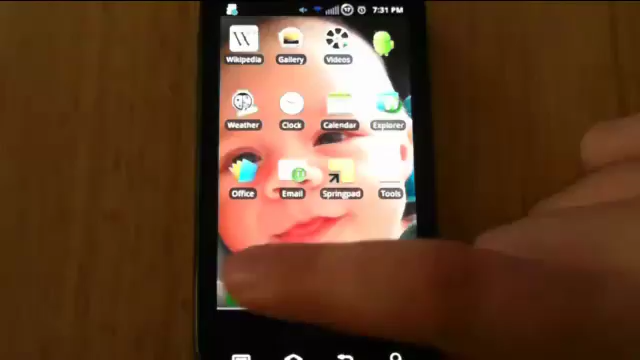 7:31 PM
W
Wikipedia Gallery Videos
Weather Clock Calendar Explorer
Office Email Springpad Tools